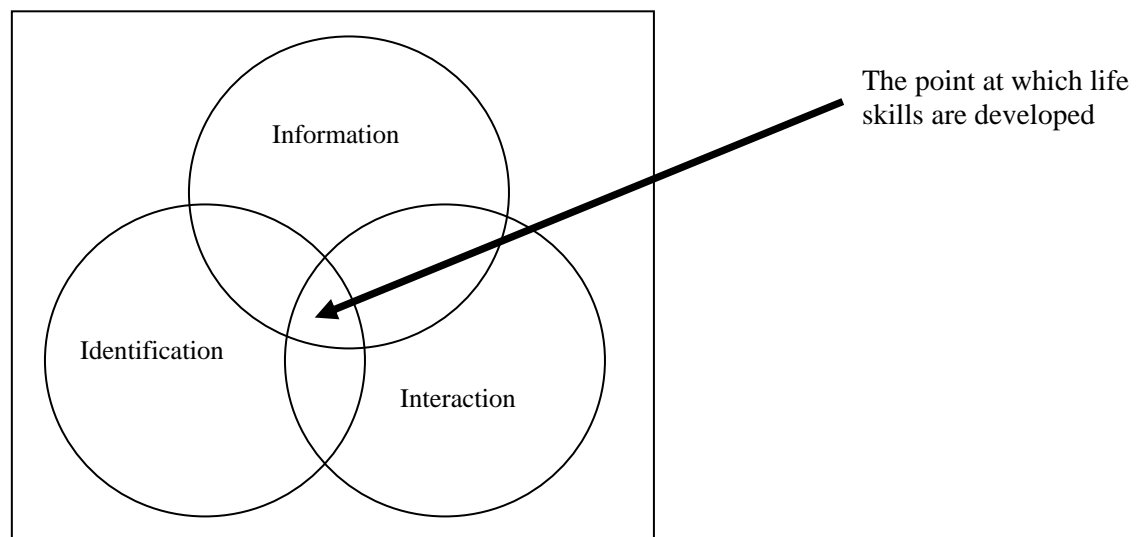 The point at which life
skills are developed
Information
Identification
Interaction